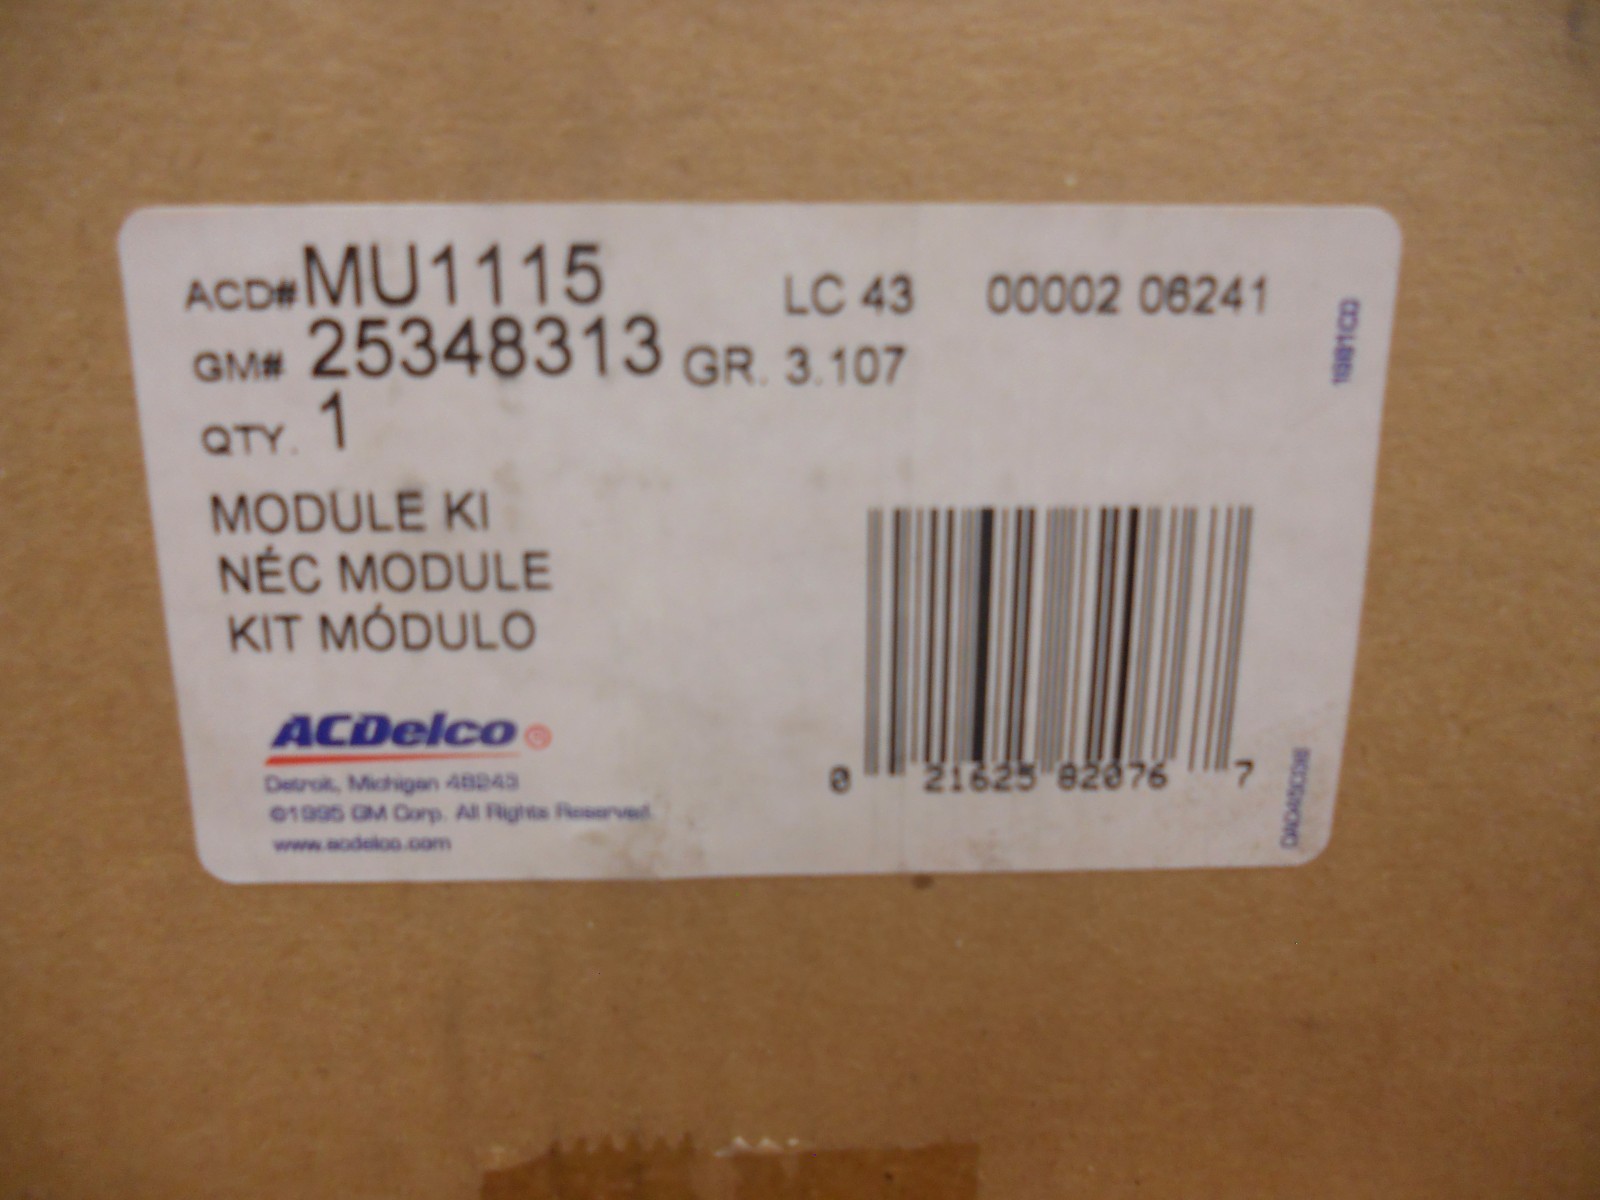 ACD# MU1115 LC 43 00002 06241
GM# 25348313 GR. 3.107
QTY. 1
MODULE KI
NÉC MODULE
KIT MÓDULO
ACDelco
Detroit, Michigan 48243
©1995 GM Corp. All Rights Reserved.
www.acdelco.com
0 21625 82076 7